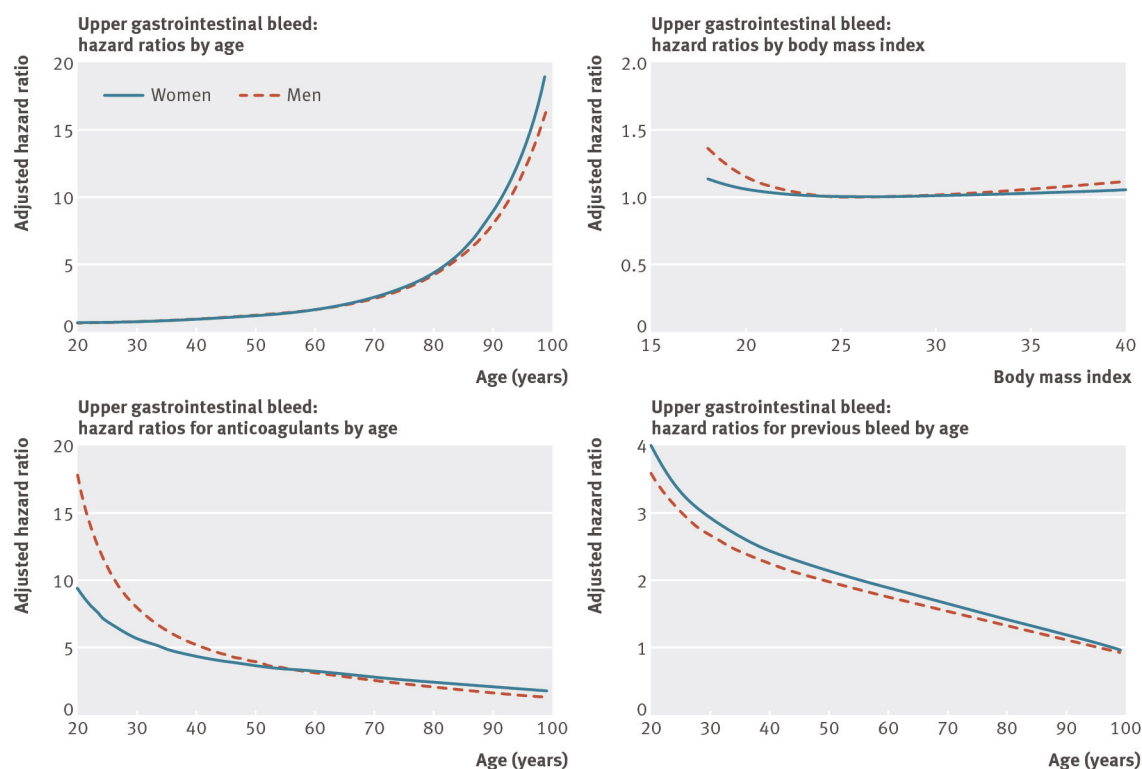 Upper gastrointestinal bleed:
hazard ratios by age
Adjusted hazard ratio
20
15
10
5
0
Women
Men
20 30 40 50 60 70 80 90 100
Age (years)
Upper gastrointestinal bleed:
hazard ratios by body mass index
Adjusted hazard ratio
2.0
1.5
1.0
0.5
0
15 20 25 30 35 40
Body mass index
Upper gastrointestinal bleed:
hazard ratios for anticoagulants by age
Adjusted hazard ratio
20
15
10
5
0
20 30 40 50 60 70 80 90 100
Age (years)
Upper gastrointestinal bleed:
hazard ratios for previous bleed by age
Adjusted hazard ratio
4
3
2
1
0
20 30 40 50 60 70 80 90 100
Age (years)